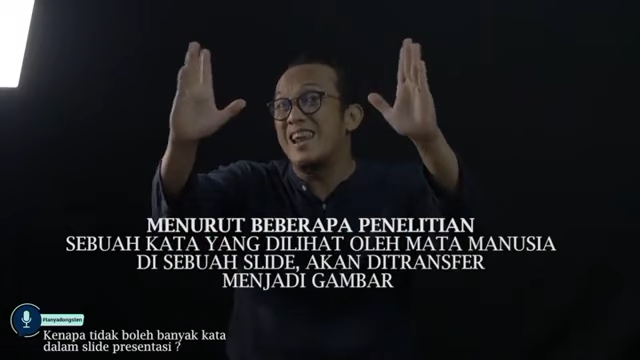 MENURUT BEBERAPA PENELITIAN
SEBUAH KATA YANG DILIHAT OLEH MATA MANUSIA
DI SEBUAH SLIDE, AKAN DITRANSFER
MENJADI GAMBAR
#tanyadongsten
Kenapa tidak boleh banyak kata
dalam slide presentasi ?